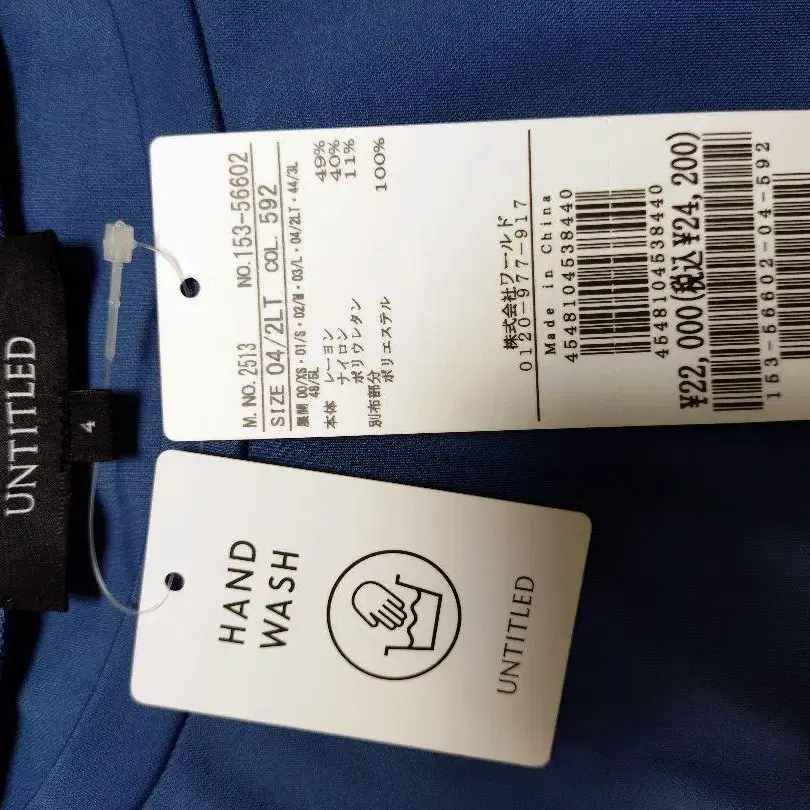 UNTITLED
4
M. NO. 2513 NO. 153-56602
SIZE 04/2LT COL. 592
展開 00/XS・01/S・02/M・03/L・04/2LT・44/3L
46/5L
本体 レーヨン 49%
ナイロン 40%
ポリウレタン 11%
別布部分
ポリエステル 100%
株式会社ワールド
0120-977-917
Made in China
4548104538440
4548104538440
¥22,000(税込¥24,200)
153-56602-04-592
HAND
WASH
UNTITLED